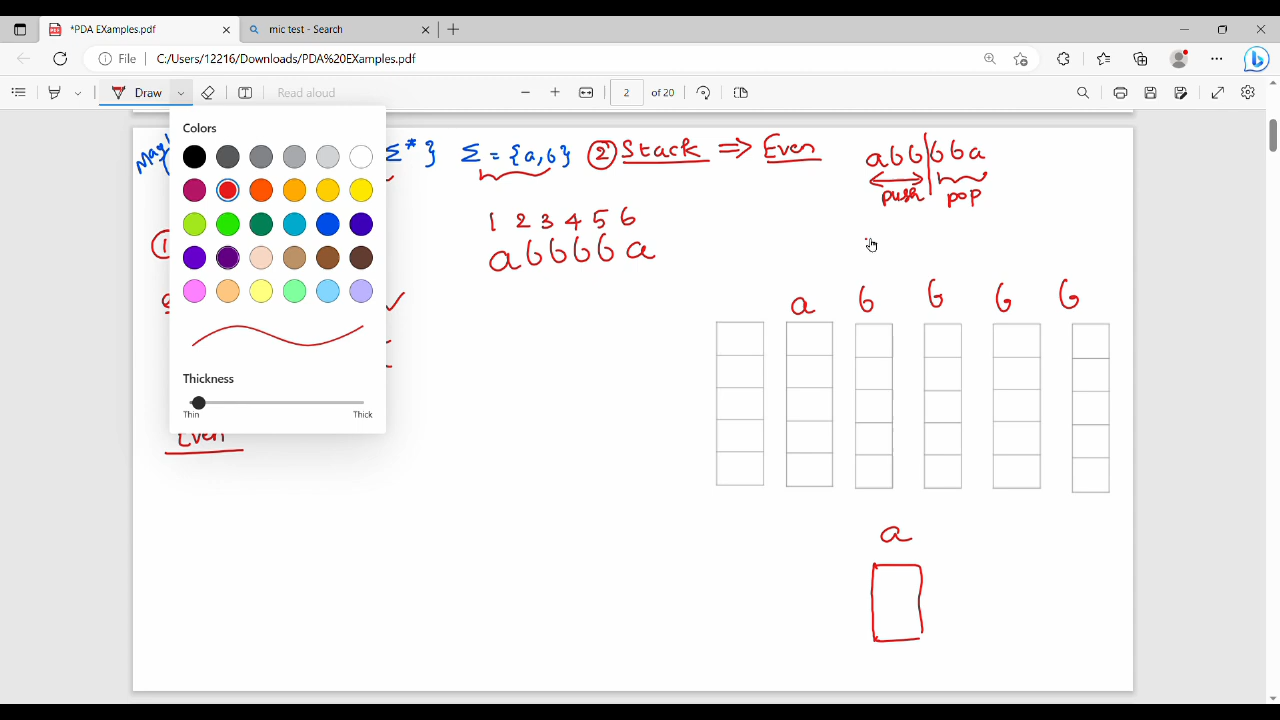 *PDA EXamples.pdf
mic test - Search
File
C:/Users/12216/Downloads/PDA%20EXamples.pdf
Draw
Read aloud
2
of 20
Colors
Σ*} Σ = {a,b} ② Stack ⇒ Even
abb|bba
push pop
1 2 3 4 5 6
a b b b b a
①
a b b b b
Thickness
Thin
Thick
Even
a